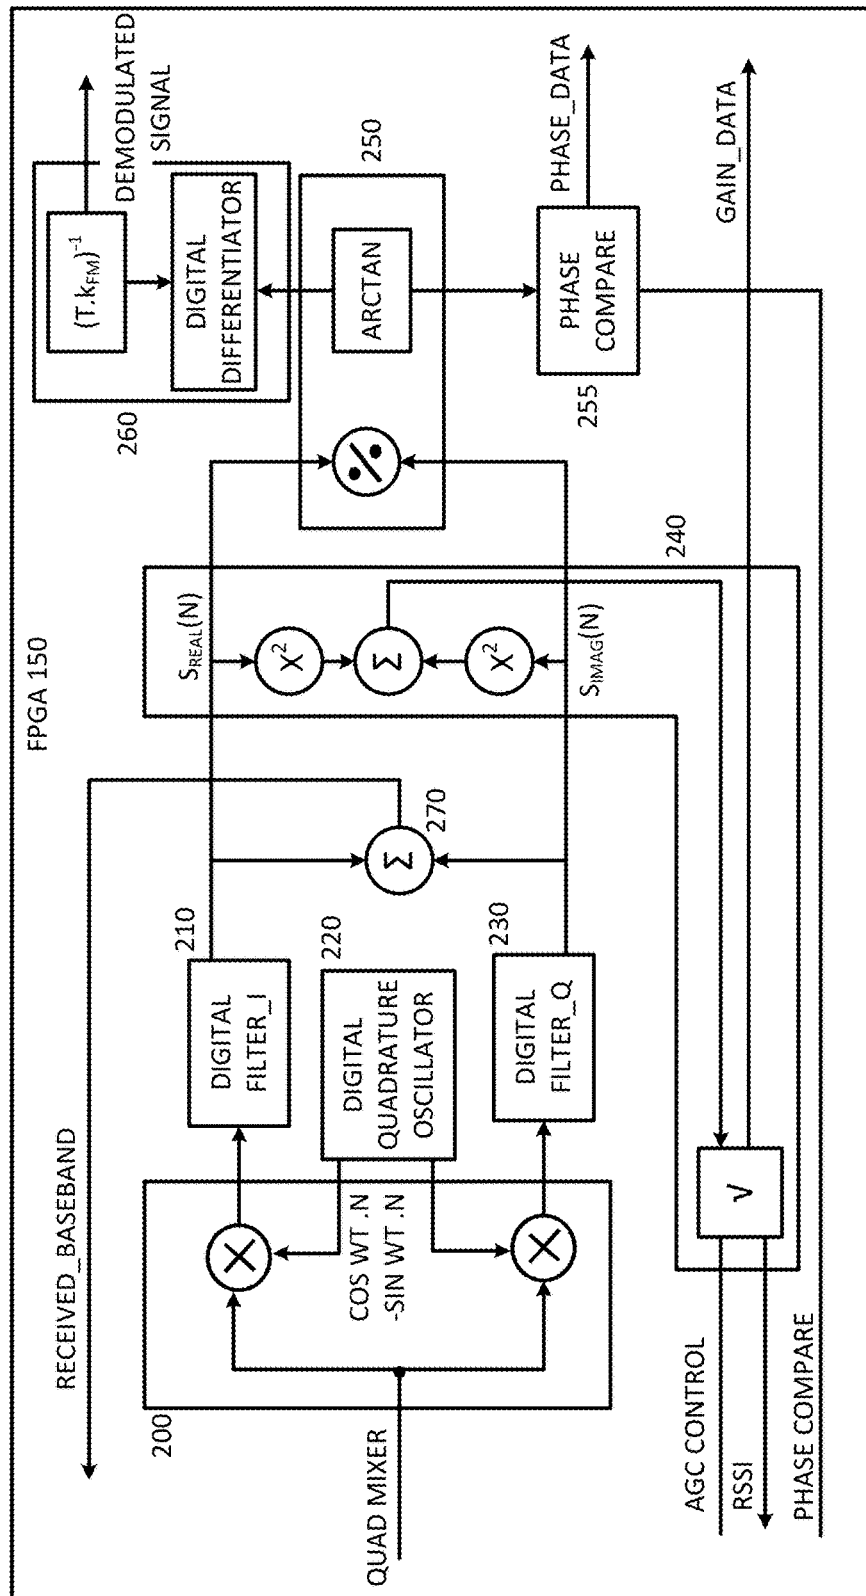 FPGA 150
RECEIVED_BASEBAND
200
QUAD MIXER
COS WT .N
-SIN WT .N
210
DIGITAL
FILTER_I
220
DIGITAL
QUADRATURE
OSCILLATOR
230
DIGITAL
FILTER_Q
Σ
270
S_REAL(N)
X²
Σ
X²
S_IMAG(N)
240
260
(T.k_FM)⁻¹
DIGITAL
DIFFERENTIATOR
DEMODULATED
SIGNAL
250
ARCTAN
255
PHASE
COMPARE
PHASE_DATA
GAIN_DATA
√
AGC CONTROL
RSSI
PHASE COMPARE